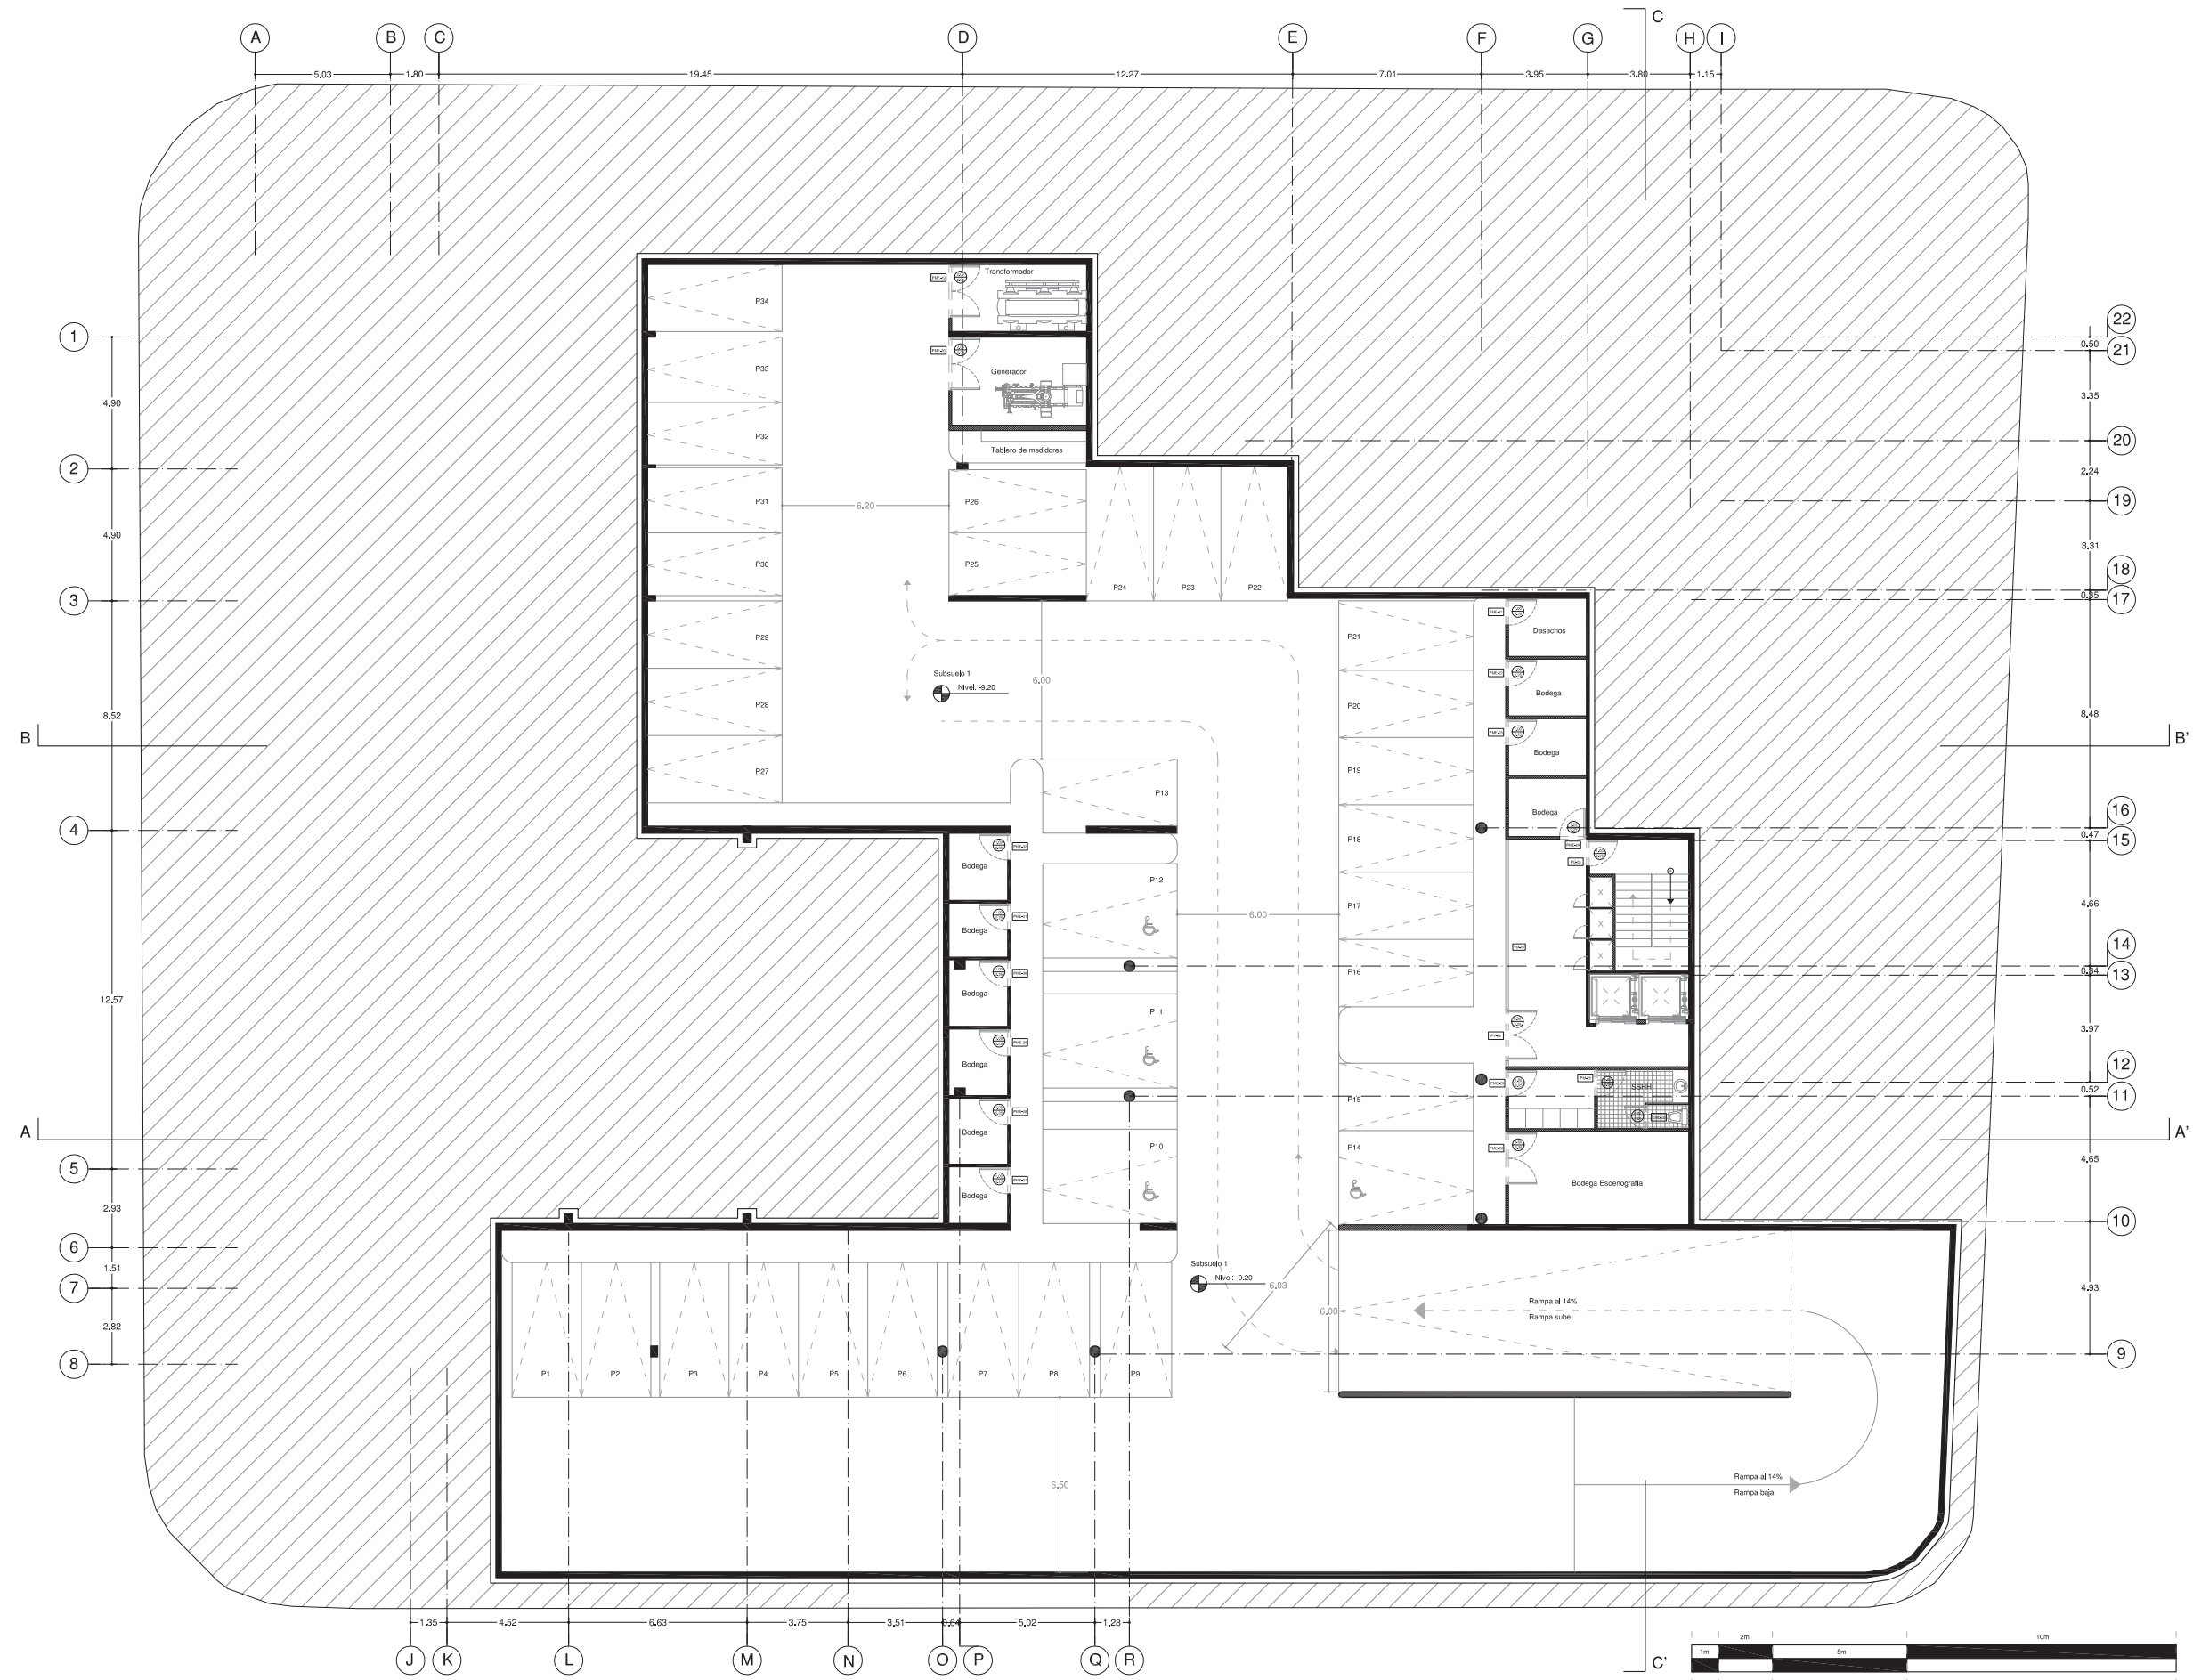 C
A B C D E F G H I
5.03 1.80 19.45 12.27 7.01 3.95 3.80 1.15
Transformador
P34
22
1
0.50
21
P33
Generador
4.90
3.35
P32
20
Tablero de medidores
2
2.24
P31
P26
6.20
19
4.90
3.31
P30
P25
P24 P23 P22
18
0.35
3
17
Desechos
P29
P21
Subsuelo 1
6.00
Nivel: -9.20
Bodega
P28
P20
8.52
8.48
B
B'
Bodega
P27
P19
P13
Bodega
16
4
0.47
15
P18
Bodega
P12
X
4.66
P17
6.00
Bodega
X
14
X
P16
0.34
13
Bodega
12.57
P11
3.97
Bodega
12
SSHH
0.52
11
P15
A
A'
Bodega
P10
P14
5
4.65
Bodega Escenografía
Bodega
2.93
10
6
Subsuelo 1
1.51
Nivel: -9.20
6.03
7
4.93
Rampa al 14%
6.00
Rampa sube
2.82
8
9
P1 P2 P3 P4 P5 P6 P7 P8 P9
Rampa al 14%
6.50
Rampa baja
1.35 4.52 6.63 3.75 3.51 0.64 5.02 1.28
J K L M N O P Q R
C'
2m 10m
1m 5m